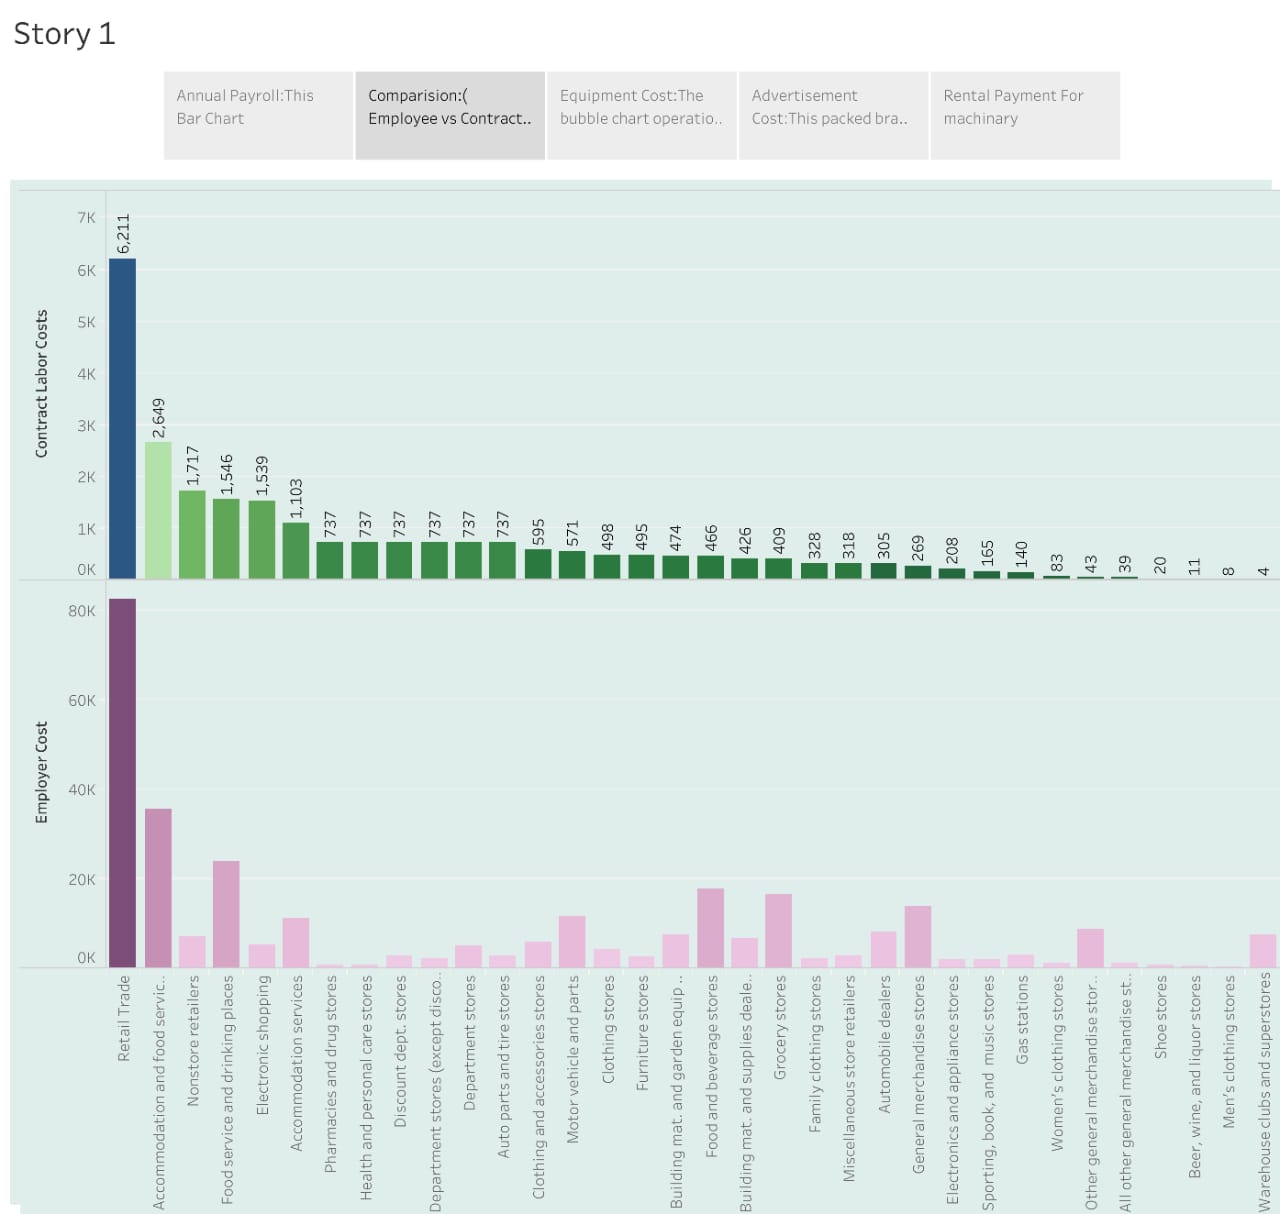 Story 1
Annual Payroll:This
Bar Chart
Comparision:(
Employee vs Contract..
Equipment Cost:The
bubble chart operatio..
Advertisement
Cost:This packed bra..
Rental Payment For
machinary
Contract Labor Costs
7K
6K
5K
4K
3K
2K
1K
0K
6,211
2,649
1,717
1,546
1,539
1,103
737
737
737
737
737
737
595
571
498
495
474
466
426
409
328
318
305
269
208
165
140
83
43
39
20
11
8
4
Employer Cost
80K
60K
40K
20K
0K
Retail Trade
Accommodation and food servic..
Nonstore retailers
Food service and drinking places
Electronic shopping
Accommodation services
Pharmacies and drug stores
Health and personal care stores
Discount dept. stores
Department stores (except disco..
Department stores
Auto parts and tire stores
Clothing and accessories stores
Motor vehicle and parts
Clothing stores
Furniture stores
Building mat. and garden equip ..
Food and beverage stores
Building mat. and supplies deale..
Grocery stores
Family clothing stores
Miscellaneous store retailers
Automobile dealers
General merchandise stores
Electronics and appliance stores
Sporting, book, and music stores
Gas stations
Women's clothing stores
Other general merchandise stor..
All other general merchandise st..
Shoe stores
Beer, wine, and liquor stores
Men's clothing stores
Warehouse clubs and superstores